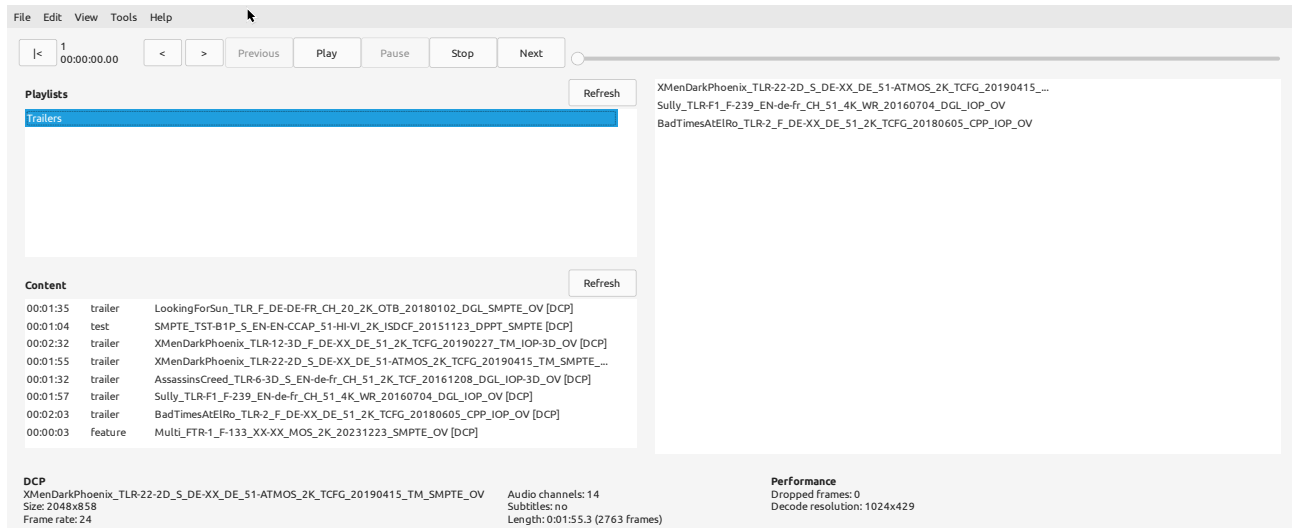 File Edit View Tools Help
|< 1 < > Previous Play Pause Stop Next
00:00:00.00
Playlists Refresh
Trailers
XMenDarkPhoenix_TLR-22-2D_S_DE-XX_DE_51-ATMOS_2K_TCFG_20190415_...
Sully_TLR-F1_F-239_EN-de-fr_CH_51_4K_WR_20160704_DGL_IOP_OV
BadTimesAtElRo_TLR-2_F_DE-XX_DE_51_2K_TCFG_20180605_CPP_IOP_OV
Content Refresh
00:01:35 trailer LookingForSun_TLR_F_DE-DE-FR_CH_20_2K_OTB_20180102_DGL_SMPTE_OV [DCP]
00:01:04 test SMPTE_TST-B1P_S_EN-EN-CCAP_51-HI-VI_2K_ISDCF_20151123_DPPT_SMPTE [DCP]
00:02:32 trailer XMenDarkPhoenix_TLR-12-3D_F_DE-XX_DE_51_2K_TCFG_20190227_TM_IOP-3D_OV [DCP]
00:01:55 trailer XMenDarkPhoenix_TLR-22-2D_S_DE-XX_DE_51-ATMOS_2K_TCFG_20190415_TM_SMPTE_...
00:01:32 trailer AssassinsCreed_TLR-6-3D_S_EN-de-fr_CH_51_2K_TCF_20161208_DGL_IOP-3D_OV [DCP]
00:01:57 trailer Sully_TLR-F1_F-239_EN-de-fr_CH_51_4K_WR_20160704_DGL_IOP_OV [DCP]
00:02:03 trailer BadTimesAtElRo_TLR-2_F_DE-XX_DE_51_2K_TCFG_20180605_CPP_IOP_OV [DCP]
00:00:03 feature Multi_FTR-1_F-133_XX-XX_MOS_2K_20231223_SMPTE_OV [DCP]
DCP
XMenDarkPhoenix_TLR-22-2D_S_DE-XX_DE_51-ATMOS_2K_TCFG_20190415_TM_SMPTE_OV
Size: 2048x858
Frame rate: 24
Audio channels: 14
Subtitles: no
Length: 0:01:55.3 (2763 frames)
Performance
Dropped frames: 0
Decode resolution: 1024x429